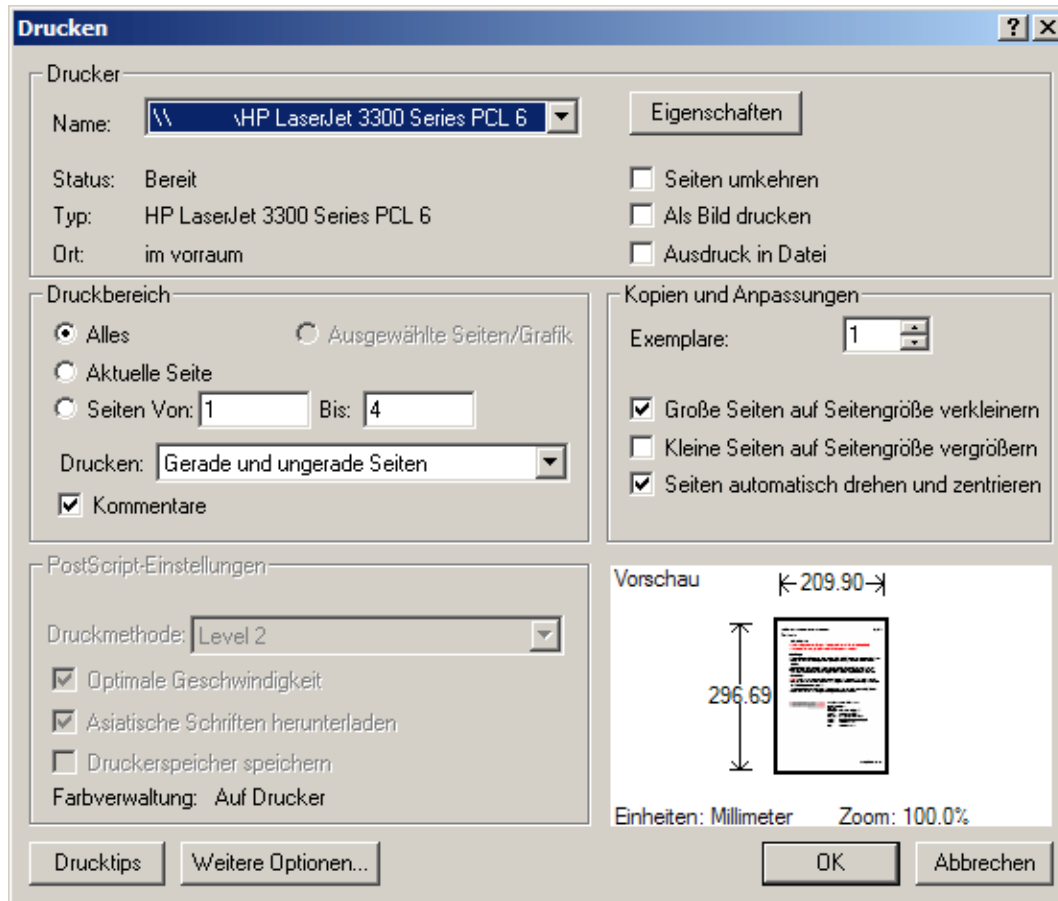 Drucken
Drucker
Name: \\ \HP LaserJet 3300 Series PCL 6
Eigenschaften
Status: Bereit
Seiten umkehren
Typ: HP LaserJet 3300 Series PCL 6
Als Bild drucken
Ort: im vorraum
Ausdruck in Datei
Druckbereich
Alles
Ausgewählte Seiten/Grafik
Aktuelle Seite
Seiten Von: 1 Bis: 4
Drucken: Gerade und ungerade Seiten
Kommentare
Kopien und Anpassungen
Exemplare: 1
Große Seiten auf Seitengröße verkleinern
Kleine Seiten auf Seitengröße vergrößern
Seiten automatisch drehen und zentrieren
PostScript-Einstellungen
Druckmethode: Level 2
Optimale Geschwindigkeit
Asiatische Schriften herunterladen
Druckerspeicher speichern
Farbverwaltung: Auf Drucker
Vorschau
209.90
296.69
Einheiten: Millimeter Zoom: 100.0%
Drucktips
Weitere Optionen...
OK
Abbrechen